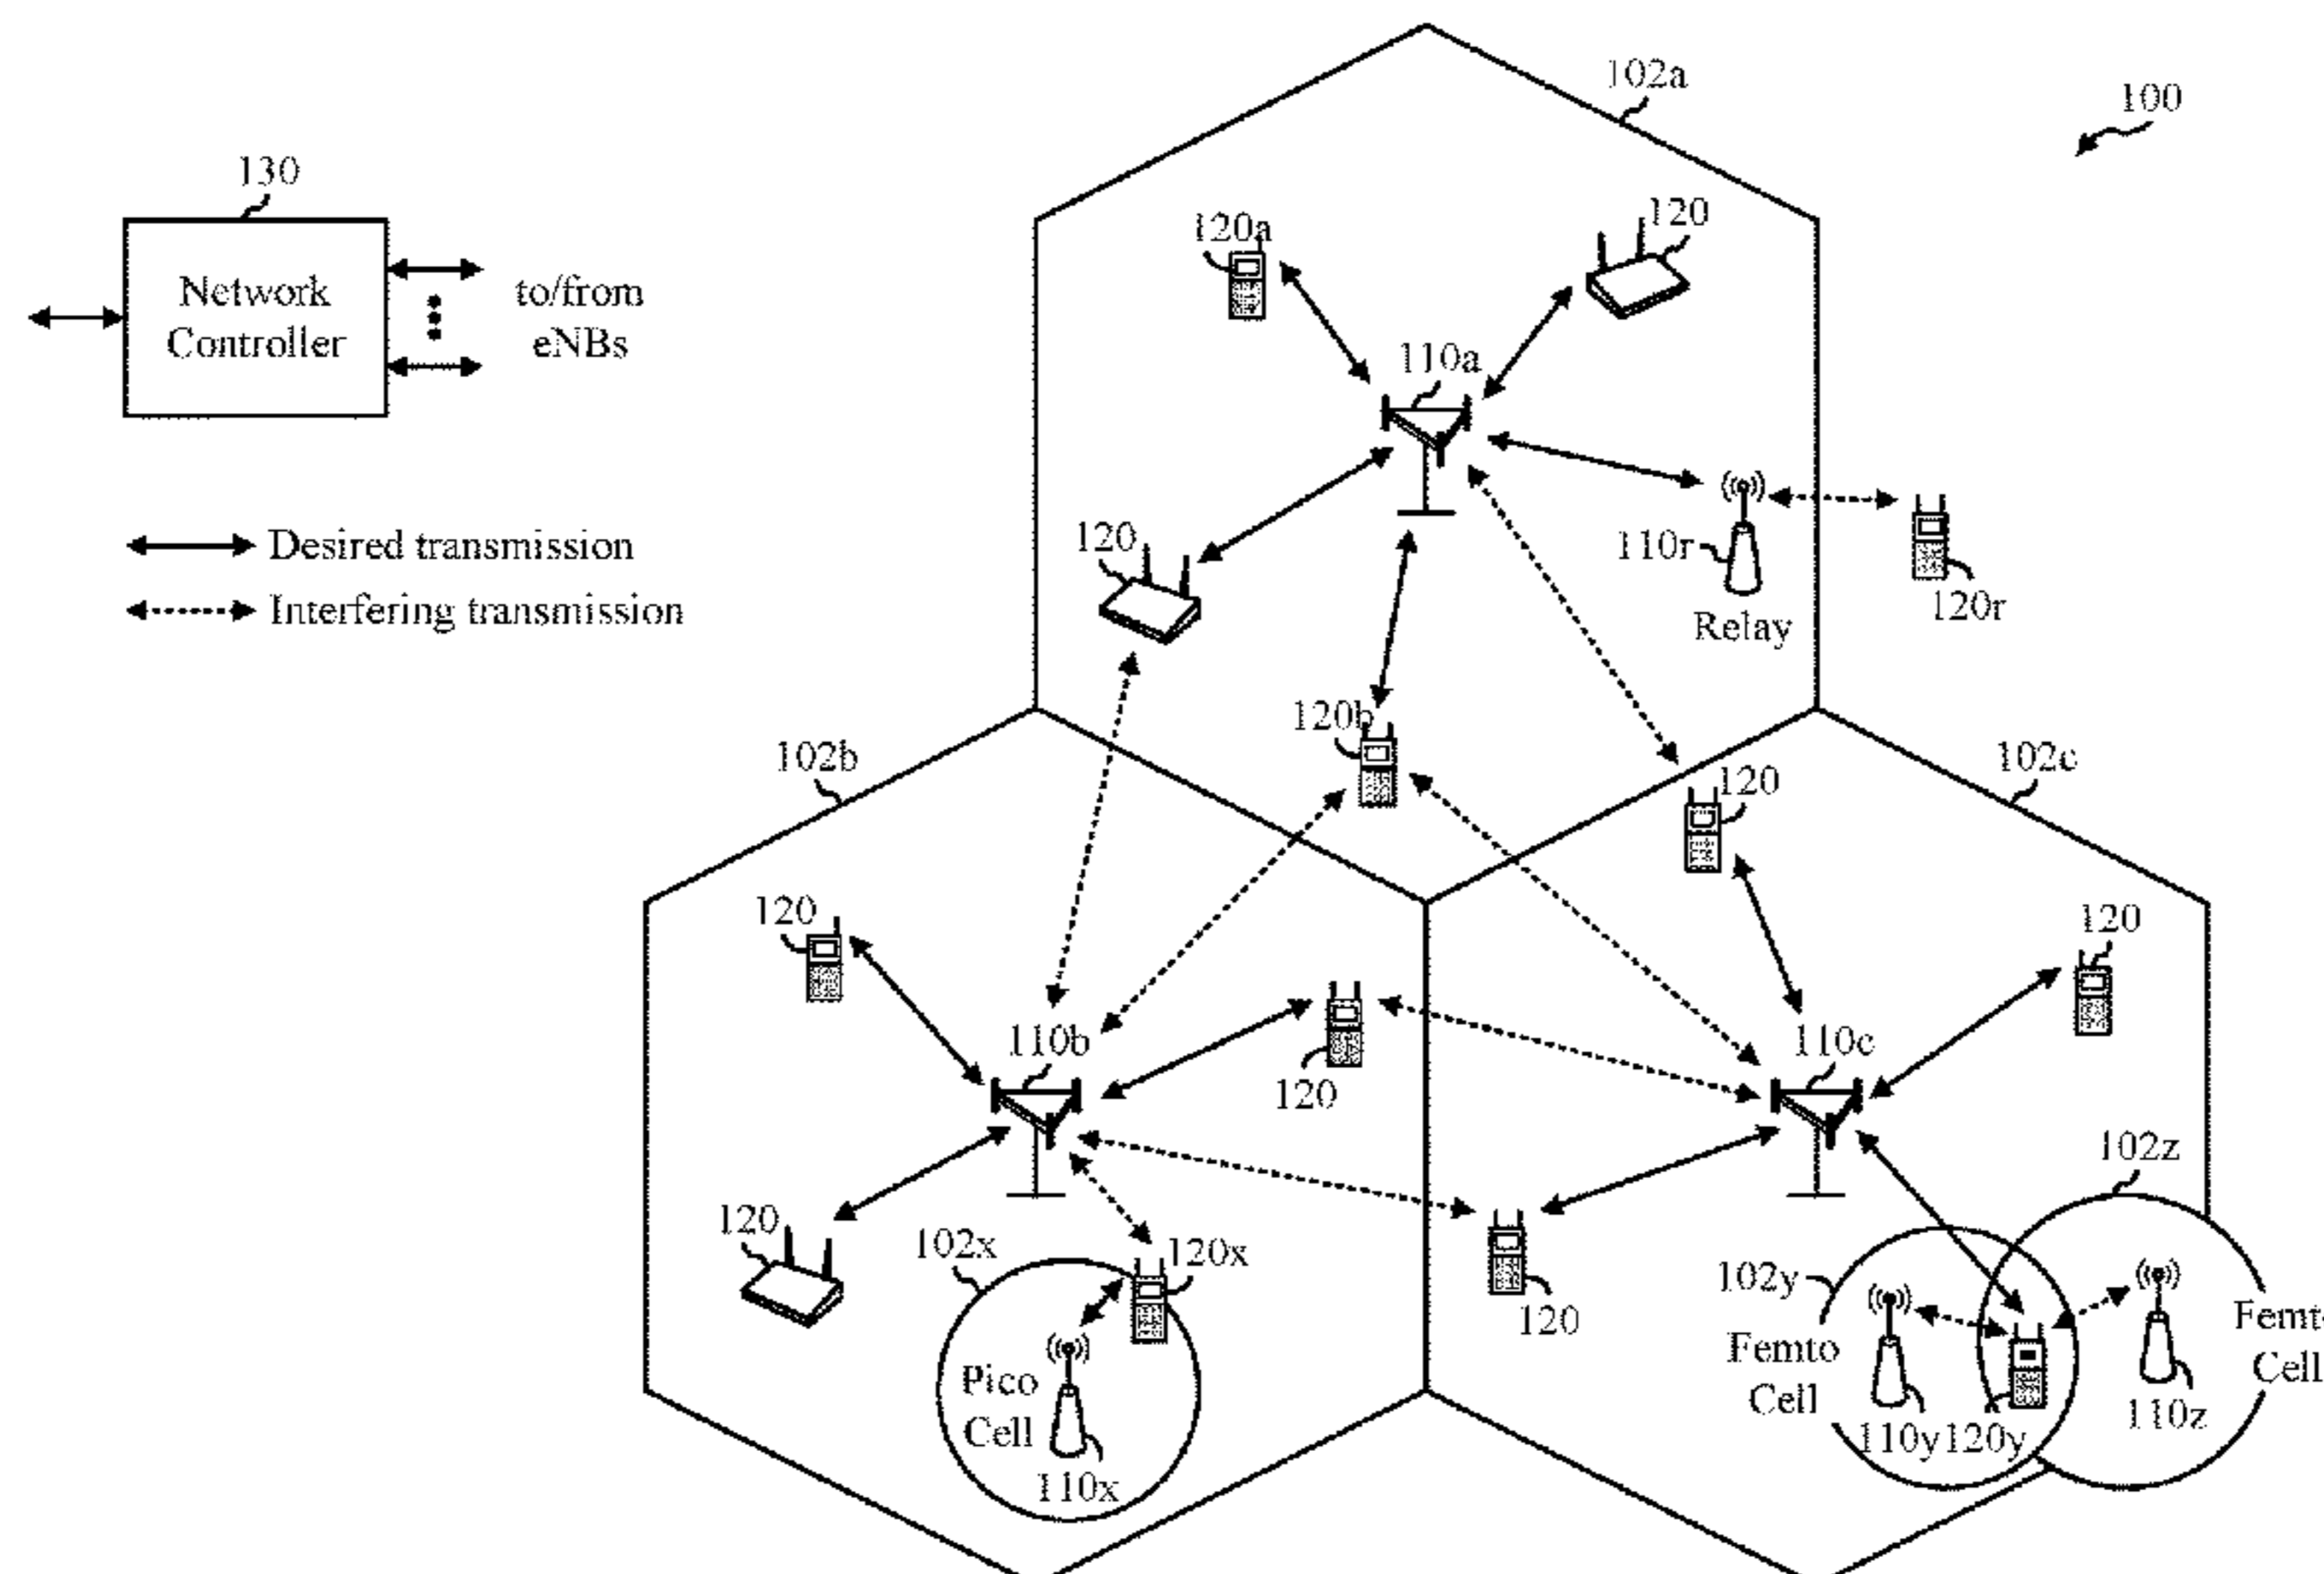 102a
100
130
120a
120
Network
Controller
to/from
eNBs
110a
Desired transmission
Interfering transmission
120
110r
Relay
120r
120b
102b
102c
120
120
120
110b
120
110c
102z
120
102x
120x
102y
120
Femto
Cell
Cell
Pico
Cell
110x
110y
120y
110z